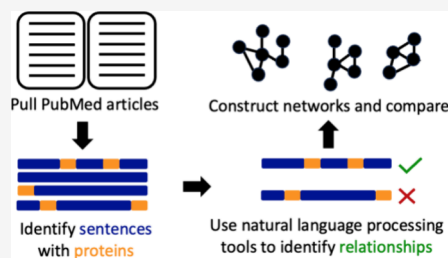 Pull PubMed articles
Construct networks and compare
Identify sentences
with proteins
Use natural language processing
tools to identify relationships